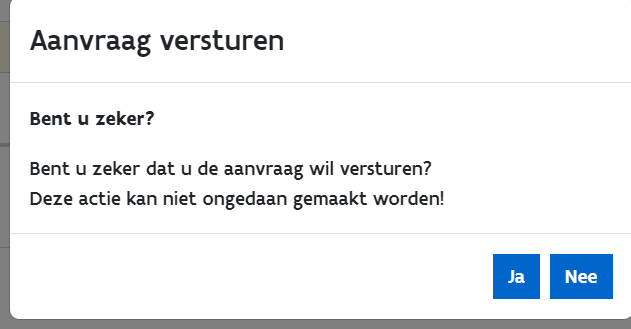 Aanvraag versturen
Bent u zeker?
Bent u zeker dat u de aanvraag wil versturen?
Deze actie kan niet ongedaan gemaakt worden!
Ja
Nee